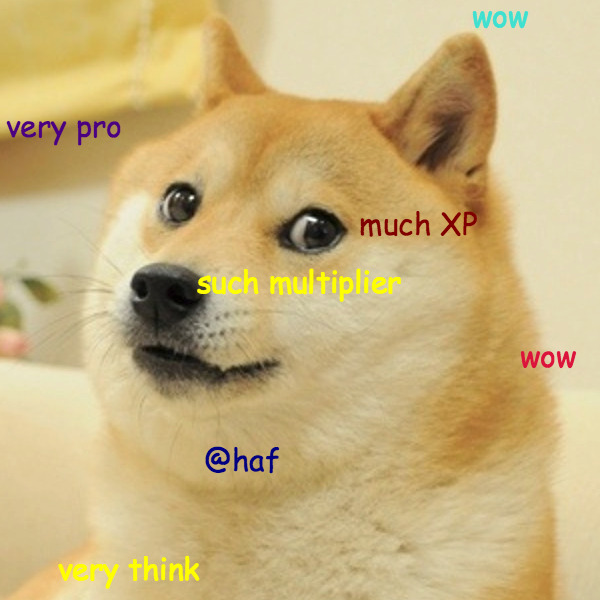 wow
very pro
much XP
such multiplier
wow
@haf
very think